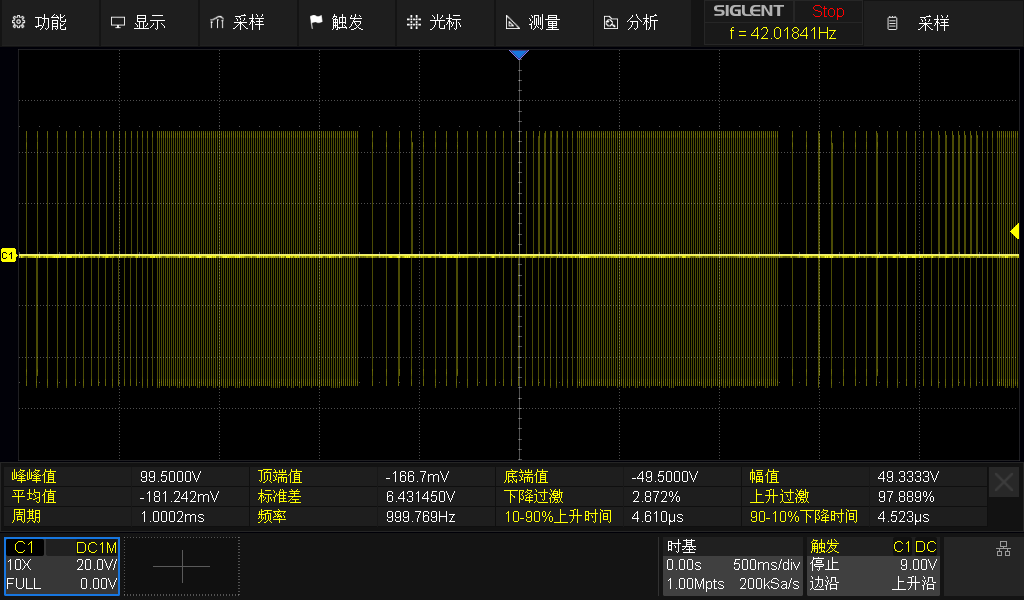 功能 显示 采样 触发 光标 测量 分析 SIGLENT Stop 采样
f = 42.01841Hz
C1
峰峰值 99.5000V 顶端值 -166.7mV 底端值 -49.5000V 幅值 49.3333V
平均值 -181.242mV 标准差 6.431450V 下降过激 2.872% 上升过激 97.889%
周期 1.0002ms 频率 999.769Hz 10-90%上升时间 4.610µs 90-10%下降时间 4.523µs
C1 DC1M
10X 20.0V/
FULL 0.00V
时基
0.00s 500ms/div
1.00Mpts 200kSa/s
触发 C1 DC
停止 9.00V
边沿 上升沿